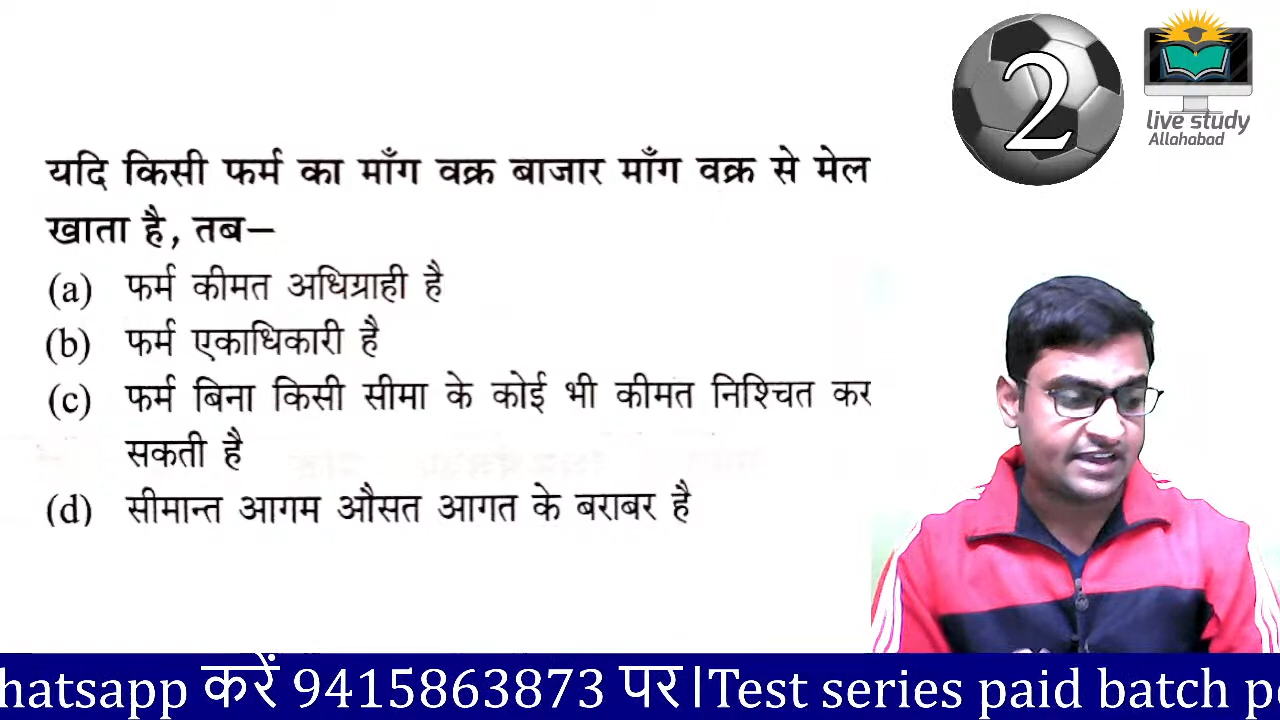 2
live study
Allahabad
यदि किसी फर्म का माँग वक्र बाजार माँग वक्र से मेल
खाता है, तब–
(a) फर्म कीमत अधिग्राही है
(b) फर्म एकाधिकारी है
(c) फर्म बिना किसी सीमा के कोई भी कीमत निश्चित कर
सकती है
(d) सीमान्त आगम औसत आगत के बराबर है
hatsapp करें 9415863873 पर।Test series paid batch p